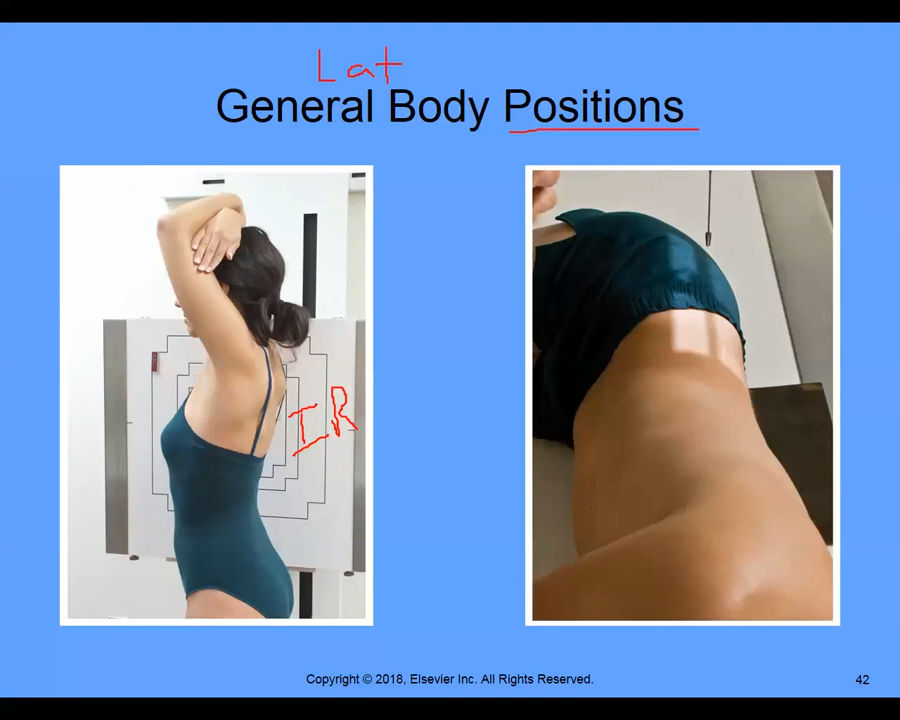 Lat
General Body Positions
IR
Copyright © 2018, Elsevier Inc. All Rights Reserved.
42